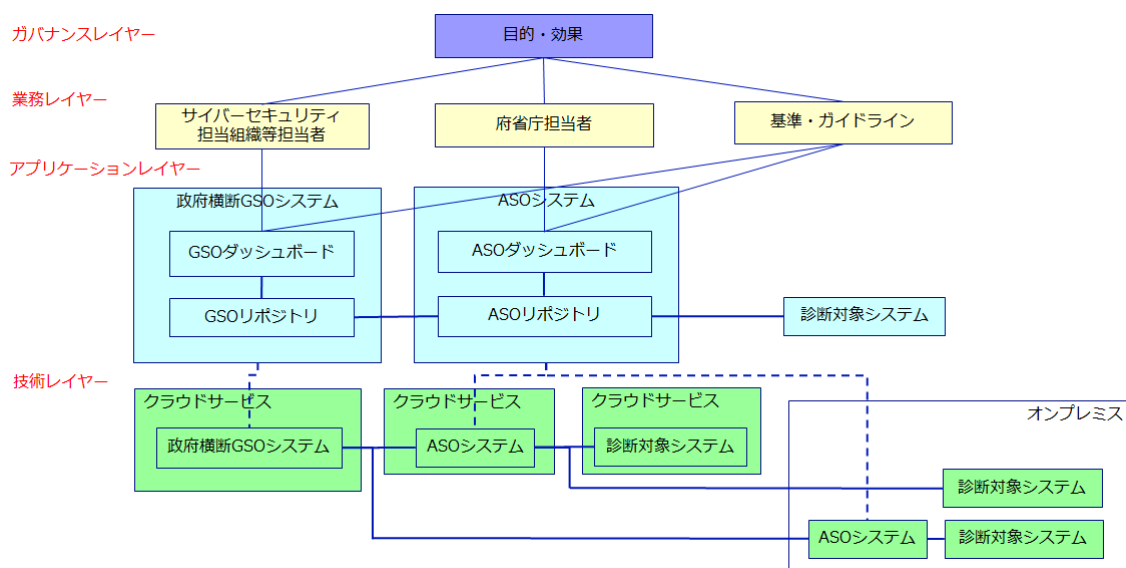 ガバナンスレイヤー
目的・効果
業務レイヤー
サイバーセキュリティ
担当組織等担当者
府省庁担当者
基準・ガイドライン
アプリケーションレイヤー
政府横断GSOシステム
ASOシステム
GSOダッシュボード
ASOダッシュボード
GSOリポジトリ
ASOリポジトリ
診断対象システム
技術レイヤー
クラウドサービス
クラウドサービス
クラウドサービス
オンプレミス
政府横断GSOシステム
ASOシステム
診断対象システム
診断対象システム
ASOシステム
診断対象システム